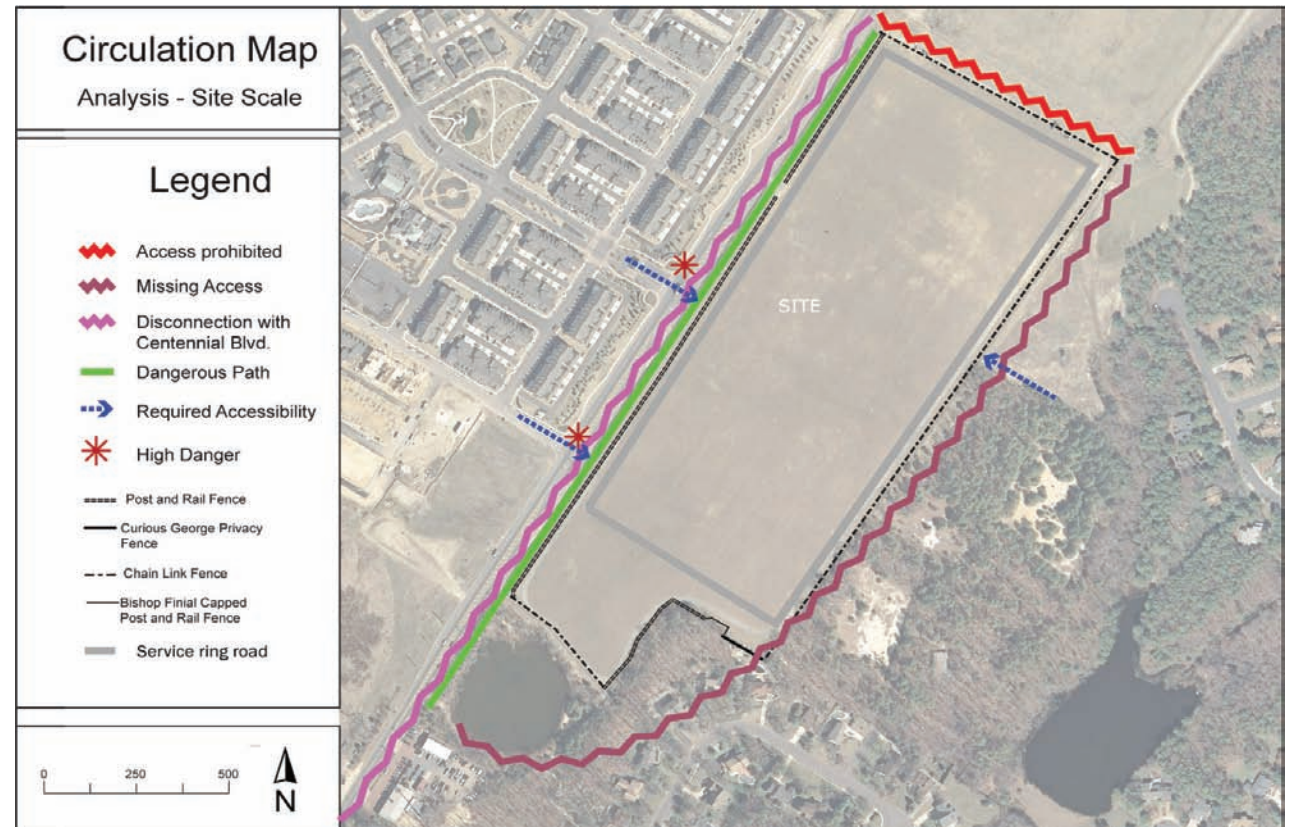 Circulation Map
Analysis - Site Scale
Legend
Access prohibited
Missing Access
Disconnection with
Centennial Blvd.
Dangerous Path
Required Accessibility
High Danger
Post and Rail Fence
Curious George Privacy
Fence
Chain Link Fence
Bishop Finial Capped
Post and Rail Fence
Service ring road
0 250 500
N
SITE